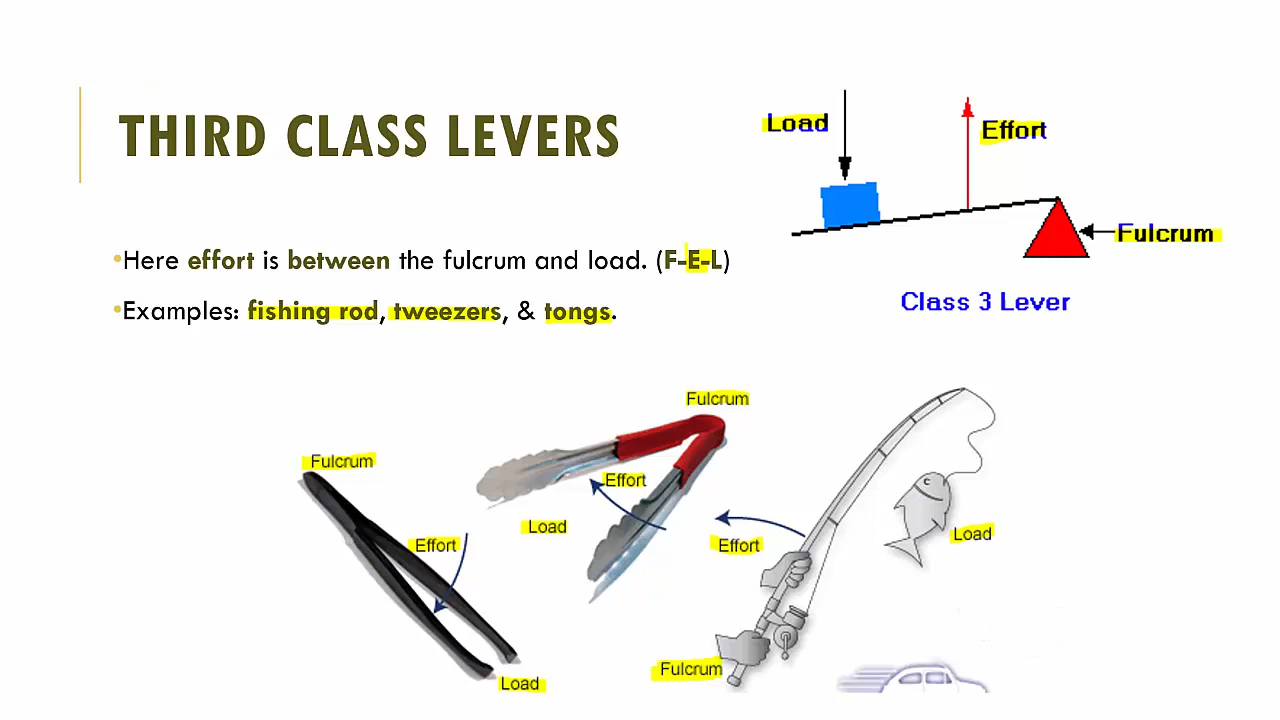 THIRD CLASS LEVERS
•Here effort is between the fulcrum and load. (F-E-L)
•Examples: fishing rod, tweezers, & tongs.
Load
Effort
Fulcrum
Class 3 Lever
Fulcrum
Effort
Load
Fulcrum
Effort
Load
Effort
Load
Fulcrum